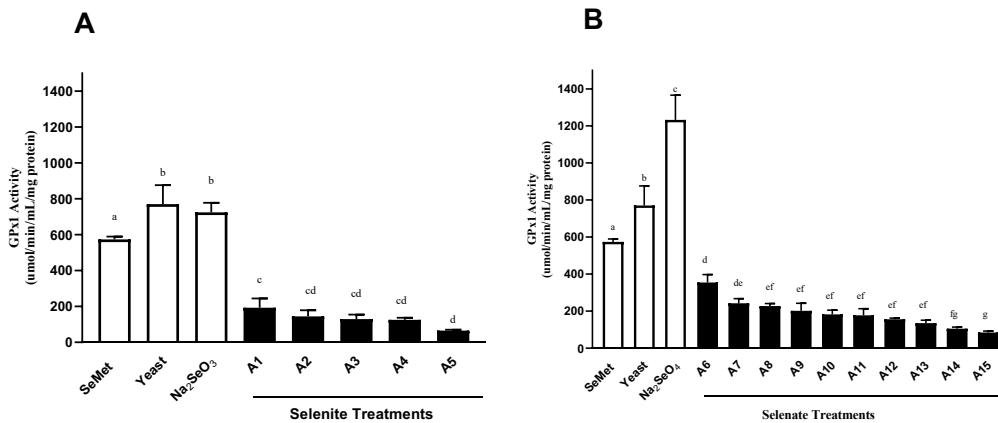 A
GPx1 Activity
(umol/min/mL/mg protein)
1400
1200
1000
800
600
400
200
0
a
b
b
c
cd
cd
cd
d
SeMet
Yeast
Na₂SeO₃
A1
A2
A3
A4
A5
Selenite Treatments
B
GPx1 Activity
(umol/min/mL/mg protein)
1400
1200
1000
800
600
400
200
0
a
b
c
d
de
ef
ef
ef
ef
ef
ef
fg
g
SeMet
Yeast
Na₂SeO₄
A6
A7
A8
A9
A10
A11
A12
A13
A14
A15
Selenate Treatments